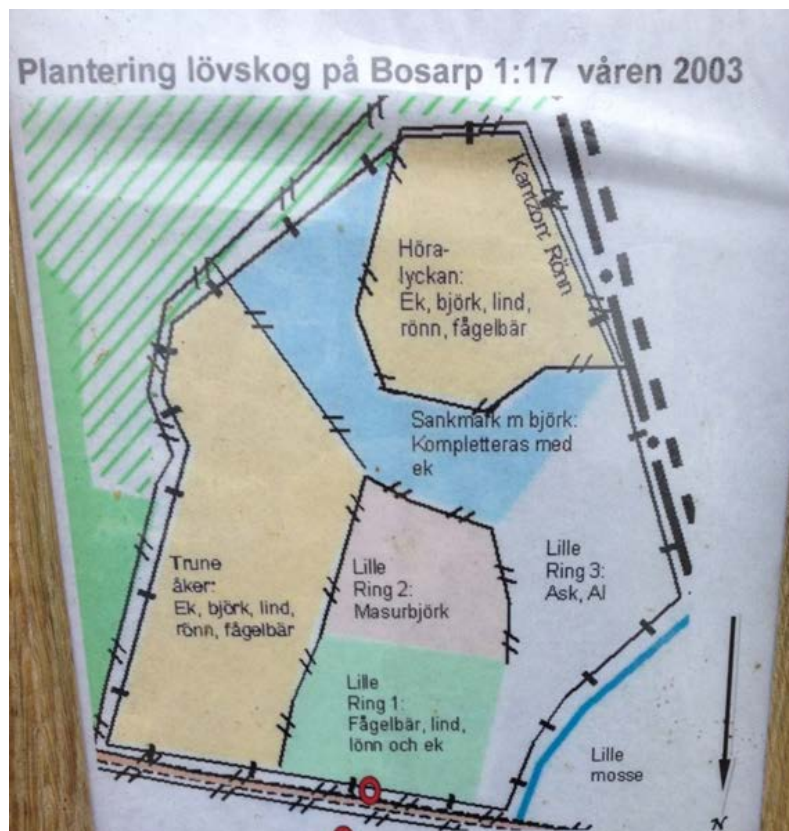 Plantering lövskog på Bosarp 1:17 våren 2003
Kantzon: Rönn
Höra-
lyckan:
Ek, björk, lind,
rönn, fågelbär
Sankmark m björk:
Kompletteras med
ek
Trune
åker:
Ek, björk, lind,
rönn, fågelbär
Lille
Ring 2:
Masurbjörk
Lille
Ring 3:
Ask, Al
Lille
Ring 1:
Fågelbär, lind,
lönn och ek
Lille
mosse
N